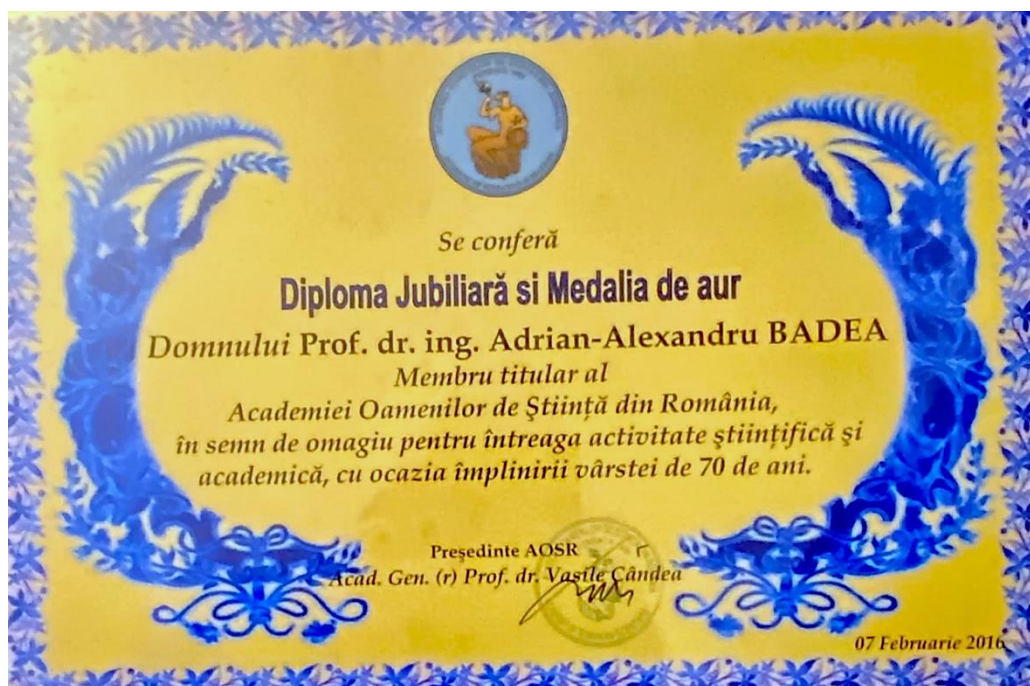 Se conferă
Diploma Jubiliară si Medalia de aur
Domnului Prof. dr. ing. Adrian-Alexandru BADEA
Membru titular al
Academiei Oamenilor de Ştiinţă din România,
în semn de omagiu pentru întreaga activitate ştiinţifică şi
academică, cu ocazia împlinirii vârstei de 70 de ani.
Preşedinte AOSR
Acad. Gen. (r) Prof. dr. Vasile Cândea
07 Februarie 2016